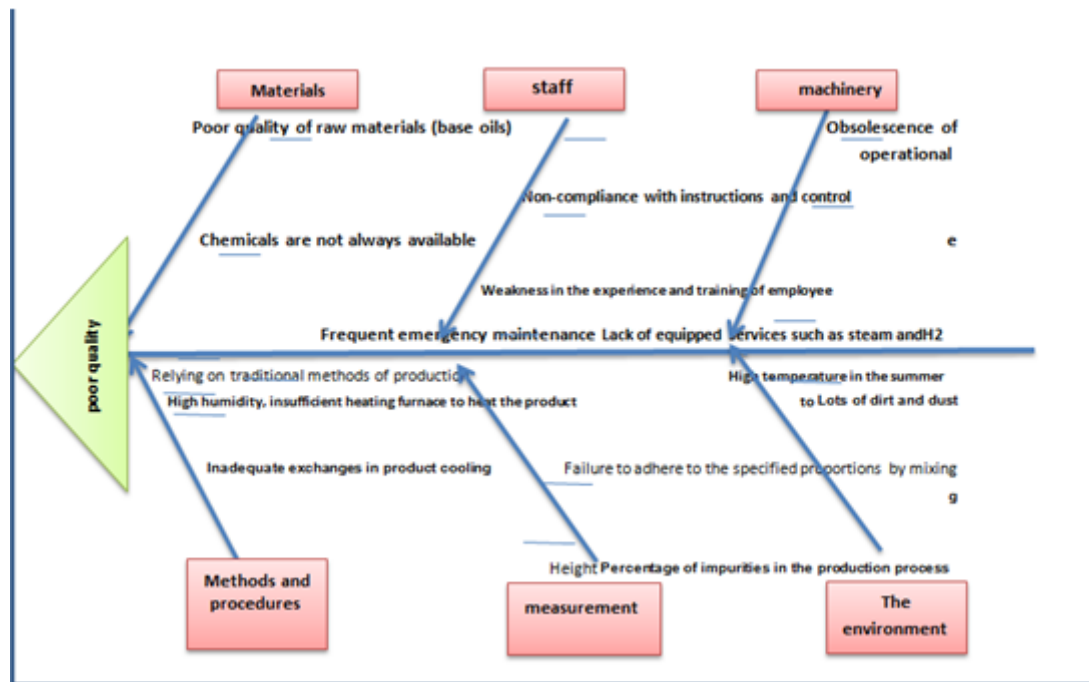 Materials
staff
machinery
Poor quality of raw materials (base oils)
Obsolescence of
operational
Non-compliance with instructions and control
Chemicals are not always available
e
Weakness in the experience and training of employee
Frequent emergency maintenance Lack of equipped services such as steam andH2
poor quality
Relying on traditional methods of production
High temperature in the summer
High humidity, insufficient heating furnace to heat the product
to Lots of dirt and dust
Inadequate exchanges in product cooling
Failure to adhere to the specified proportions by mixing
g
Height Percentage of impurities in the production process
Methods and
procedures
measurement
The
environment